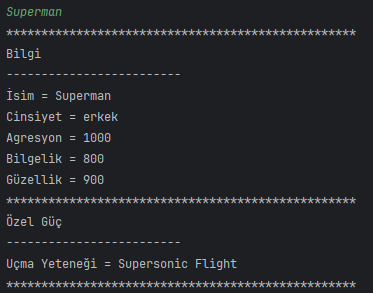 Superman
**************************************************
Bilgi
-------------------------
İsim = Superman
Cinsiyet = erkek
Agresyon = 1000
Bilgelik = 800
Güzellik = 900
**************************************************
Özel Güç
-------------------------
Uçma Yeteneği = Supersonic Flight
**************************************************